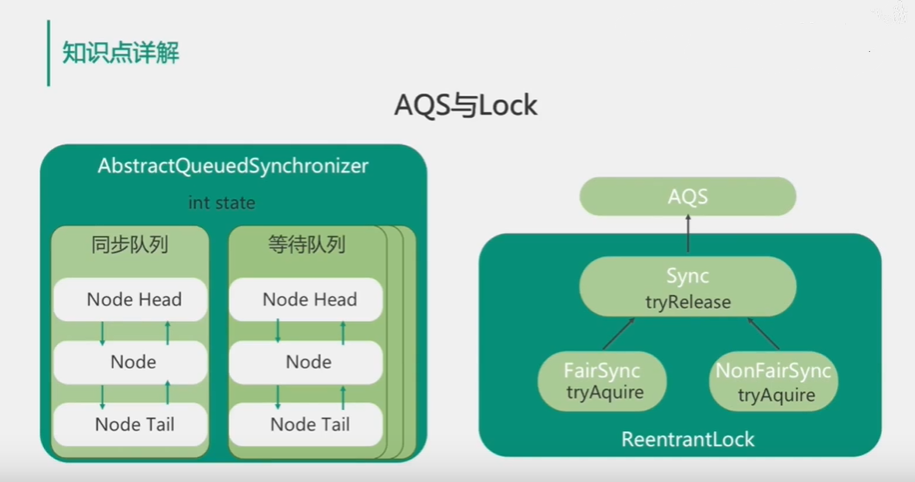 知识点详解
AQS与Lock
AbstractQueuedSynchronizer
int state
同步队列
Node Head
Node
Node Tail
等待队列
Node Head
Node
Node Tail
AQS
Sync
tryRelease
FairSync
tryAquire
NonFairSync
tryAquire
ReentrantLock